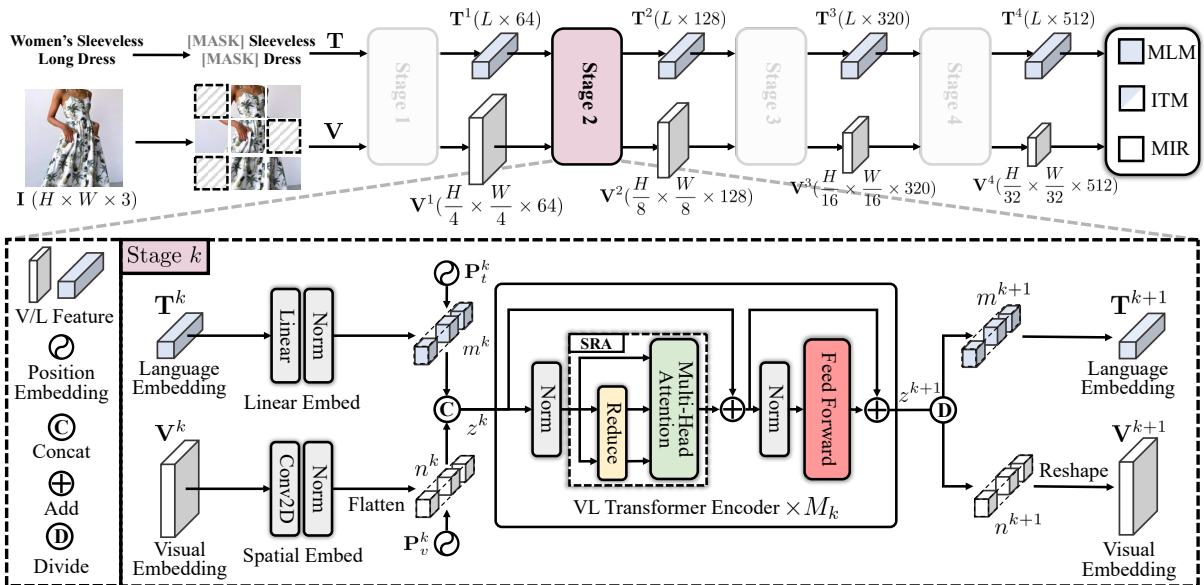 Women's Sleeveless
Long Dress
[MASK] Sleeveless
[MASK] Dress
I (H × W × 3)
T
V
Stage 1
T¹(L × 64)
V¹(H/4 × W/4 × 64)
Stage 2
T²(L × 128)
V²(H/8 × W/8 × 128)
Stage 3
T³(L × 320)
V³(H/16 × W/16 × 320)
Stage 4
T⁴(L × 512)
V⁴(H/32 × W/32 × 512)
MLM
ITM
MIR
V/L Feature
Position
Embedding
C
Concat
Add
D
Divide
Stage k
Tᵏ
Language
Embedding
Linear
Norm
Linear Embed
Vᵏ
Visual
Embedding
Conv2D
Norm
Spatial Embed
Flatten
Pₜᵏ
mᵏ
C
zᵏ
nᵏ
Pᵥᵏ
Norm
SRA
Reduce
Multi-Head
Attention
Norm
Feed Forward
VL Transformer Encoder ×Mₖ
zᵏ⁺¹
D
mᵏ⁺¹
Tᵏ⁺¹
Language
Embedding
nᵏ⁺¹
Reshape
Vᵏ⁺¹
Visual
Embedding